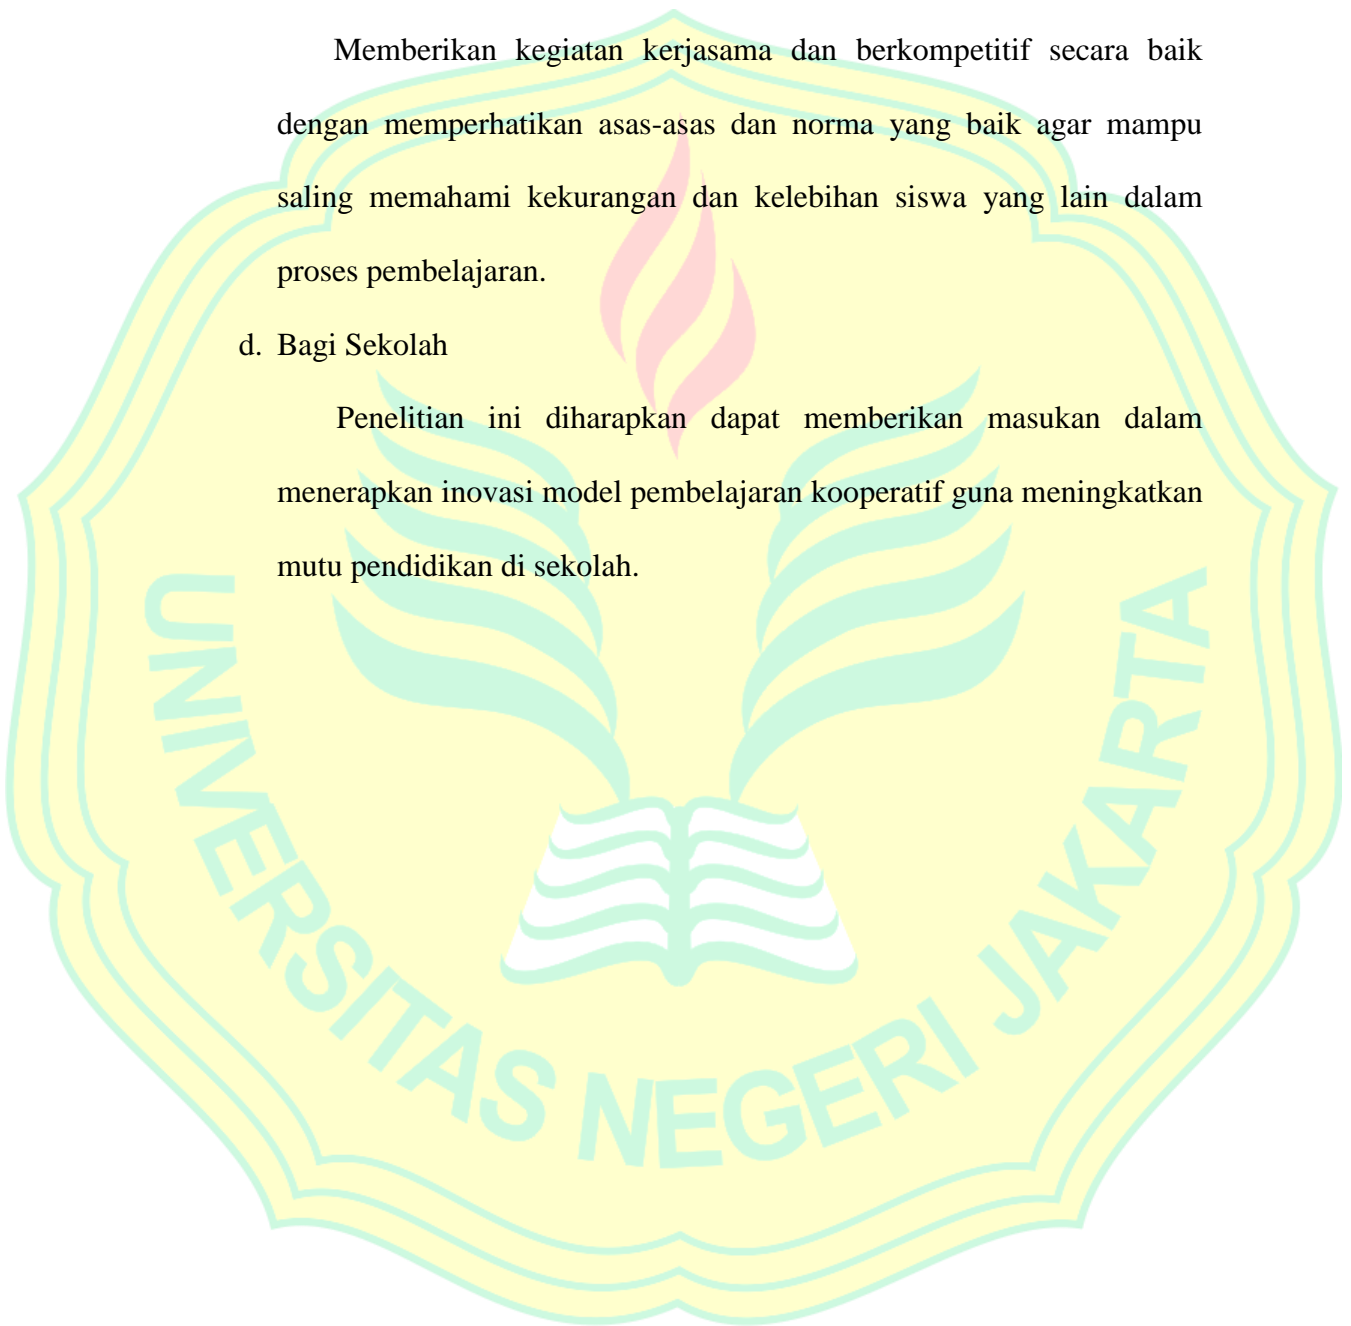 Memberikan kegiatan kerjasama dan berkompetitif secara baik
dengan memperhatikan asas-asas dan norma yang baik agar mampu
saling memahami kekurangan dan kelebihan siswa yang lain dalam
proses pembelajaran.
d. Bagi Sekolah
Penelitian ini diharapkan dapat memberikan masukan dalam
menerapkan inovasi model pembelajaran kooperatif guna meningkatkan
mutu pendidikan di sekolah.
UNIVERSITAS NEGERI JAKARTA